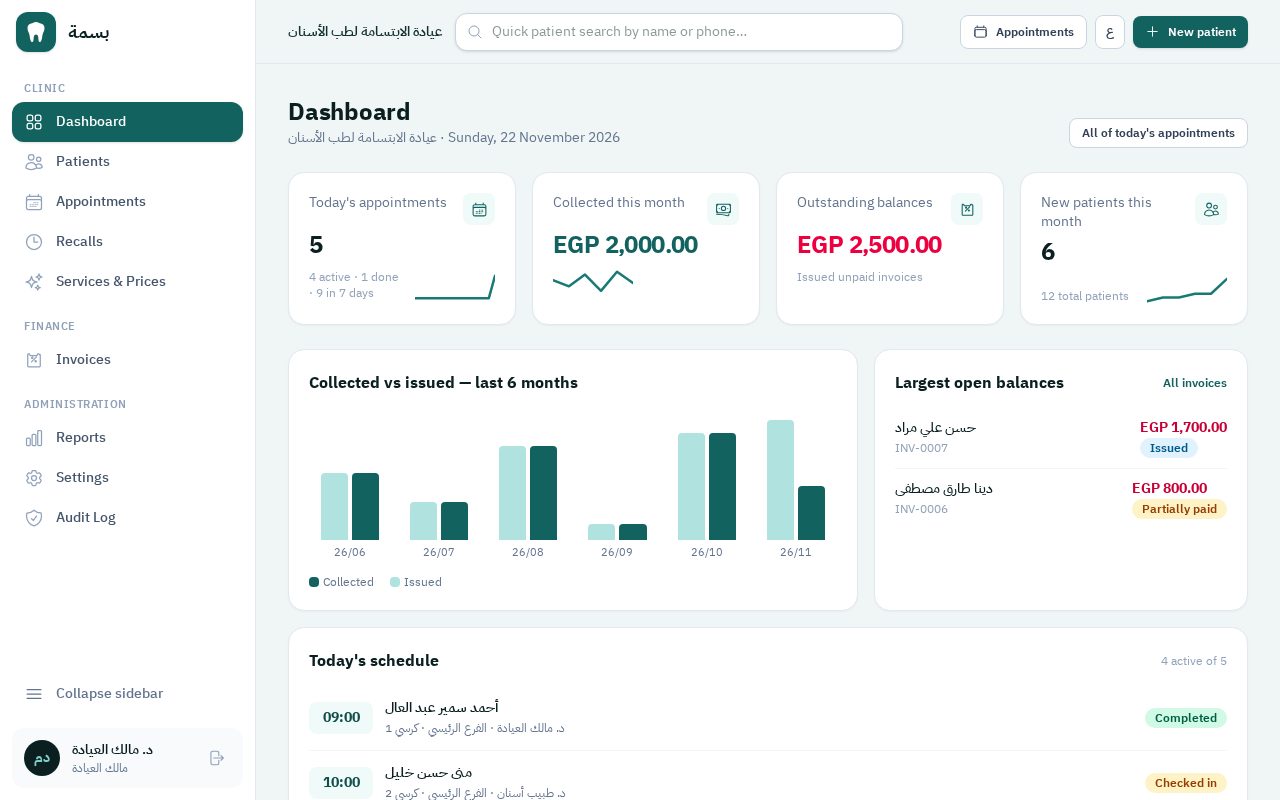 بسمة
CLINIC
Dashboard
Patients
Appointments
Recalls
Services & Prices
FINANCE
Invoices
ADMINISTRATION
Reports
Settings
Audit Log
Collapse sidebar
دم
د. مالك العيادة
مالك العيادة
عيادة الابتسامة لطب الأسنان
Quick patient search by name or phone...
Appointments
ع
New patient
Dashboard
عيادة الابتسامة لطب الأسنان · Sunday, 22 November 2026
All of today's appointments
Today's appointments
5
4 active · 1 done
· 9 in 7 days
Collected this month
EGP 2,000.00
Outstanding balances
EGP 2,500.00
Issued unpaid invoices
New patients this
month
6
12 total patients
Collected vs issued — last 6 months
26/06 26/07 26/08 26/09 26/10 26/11
Collected Issued
Largest open balances
All invoices
حسن علي مراد
EGP 1,700.00
INV-0007
Issued
دينا طارق مصطفى
EGP 800.00
INV-0006
Partially paid
Today's schedule
4 active of 5
09:00
أحمد سمير عبد العال
د. مالك العيادة · الفرع الرئيسي · كرسي 1
Completed
10:00
منى حسن خليل
د. طبيب أسنان · الفرع الرئيسي · كرسي 2
Checked in